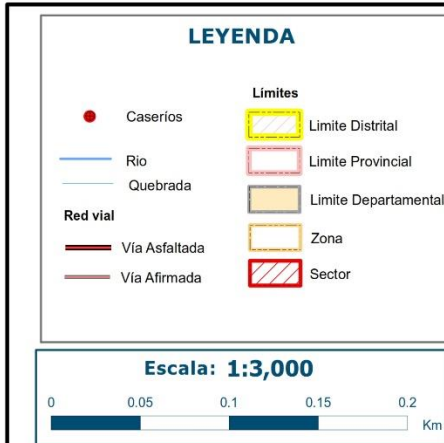 LEYENDA
Caseríos
Rio
Quebrada
Red vial
Vía Asfaltada
Vía Afirmada
Límites
Limite Distrital
Limite Provincial
Limite Departamental
Zona
Sector
Escala: 1:3,000
0 0.05 0.1 0.15 0.2
Km